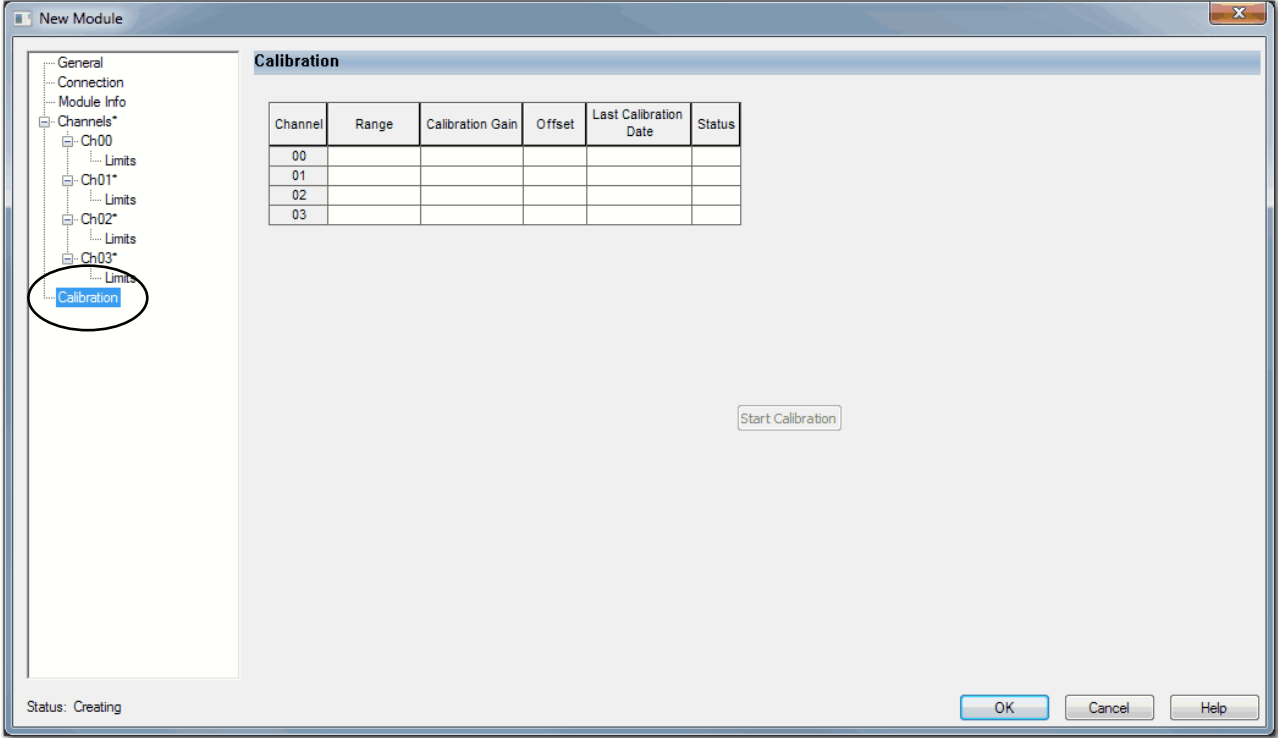 New Module
General
Connection
Module Info
Channels*
Ch00
Limits
Ch01*
Limits
Ch02*
Limits
Ch03*
Limits
Calibration
Calibration
Channel Range Calibration Gain Offset Last Calibration Date Status
00
01
02
03
Start Calibration
Status: Creating
OK Cancel Help